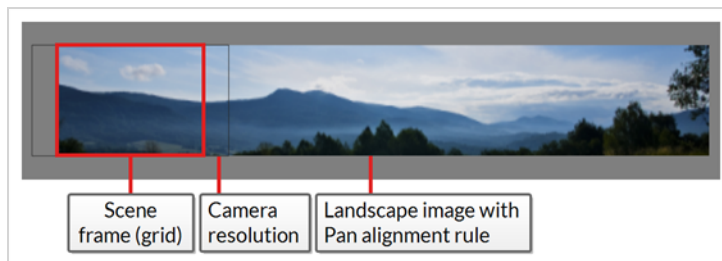 Scene
frame (grid)
Camera
resolution
Landscape image with
Pan alignment rule